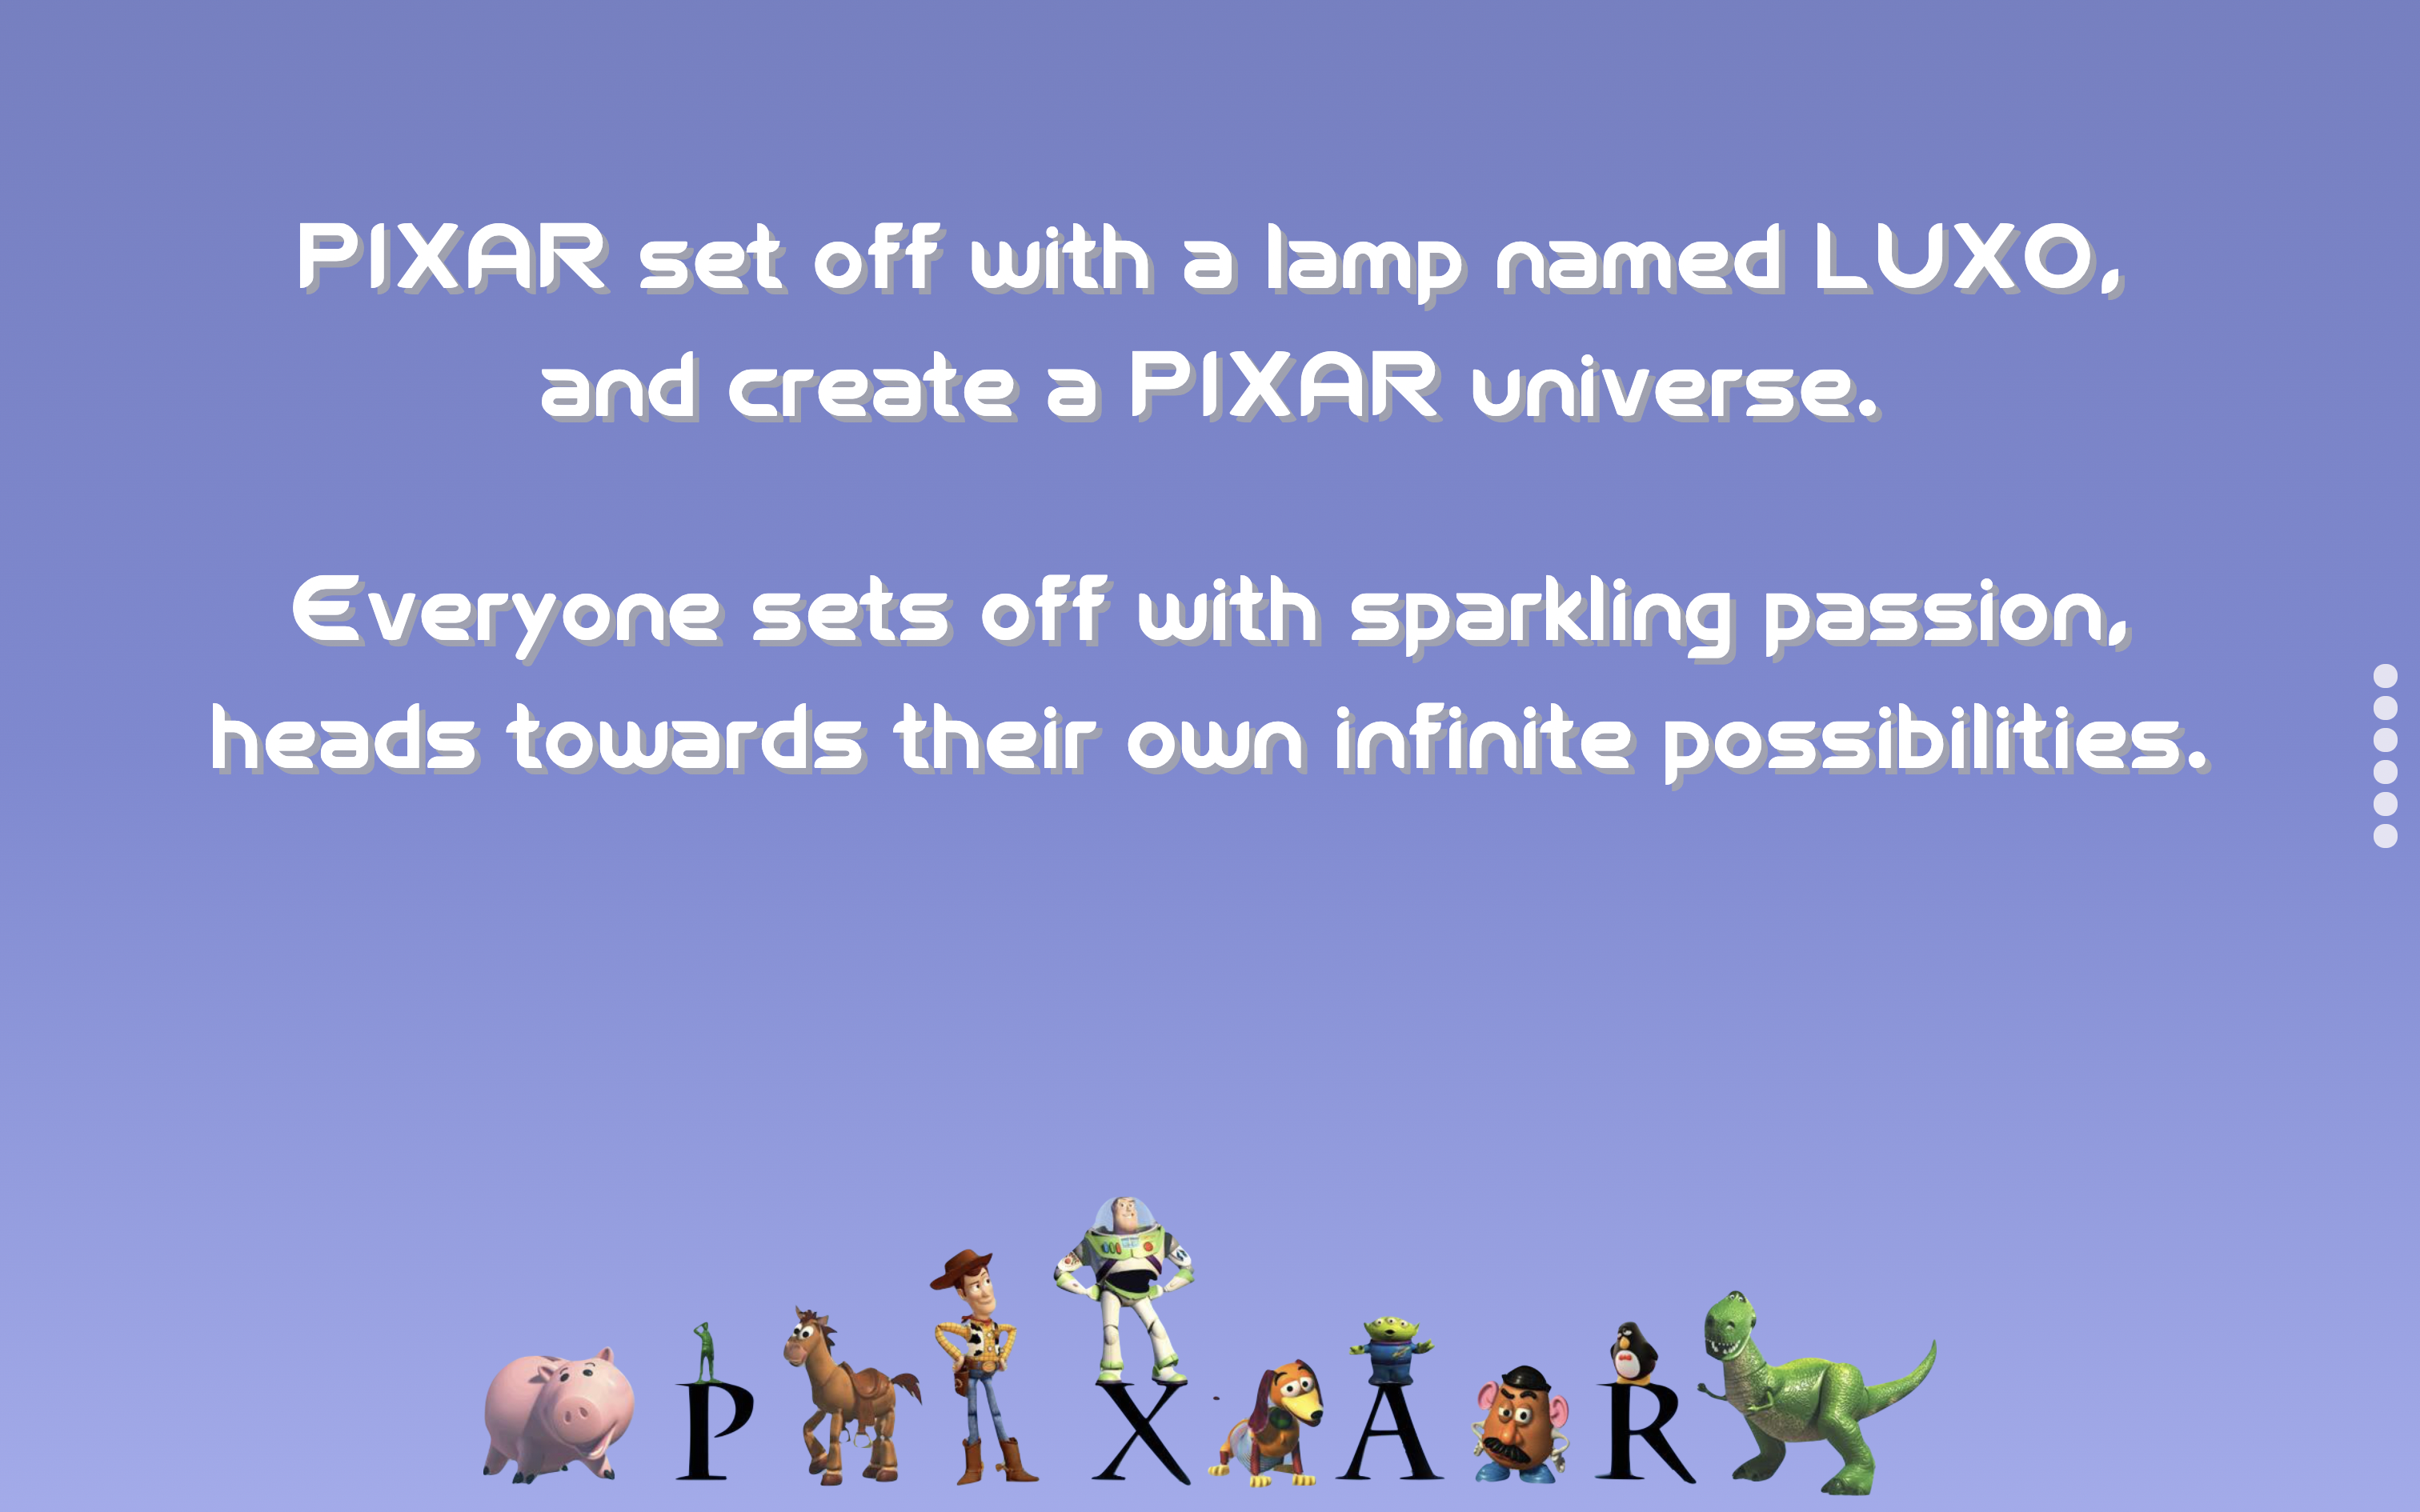 PIXAR set off with a lamp named LUXO,
and create a PIXAR universe.
Everyone sets off with sparkling passion,
heads towards their own infinite possibilities.
P X A R